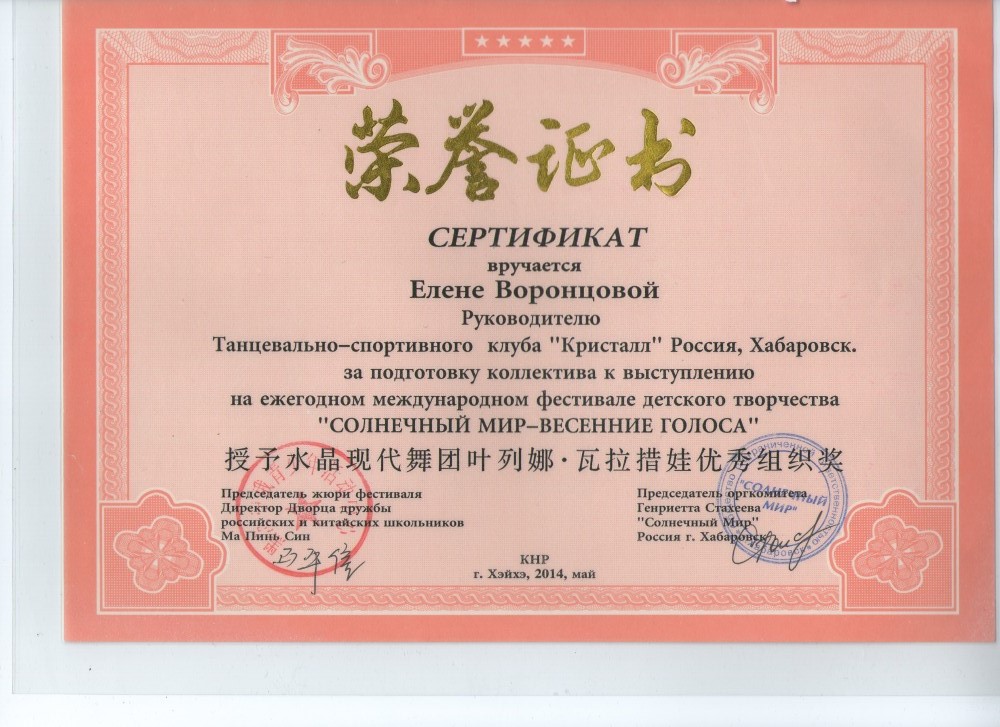 荣誉证书
СЕРТИФИКАТ
вручается
Елене Воронцовой
Руководителю
Танцевально-спортивного клуба "Кристалл" Россия, Хабаровск.
за подготовку коллектива к выступлению
на ежегодном международном фестивале детского творчества
"СОЛНЕЧНЫЙ МИР-ВЕСЕННИЕ ГОЛОСА"
授予水晶现代舞团叶列娜·瓦拉措娃优秀组织奖
Председатель жюри фестиваля
Директор Дворца дружбы
российских и китайских школьников
Ма Пинь Син
Председатель оргкомитета
Генриетта Стахеева
"Солнечный Мир"
Россия г. Хабаровск
"СОЛНЕЧНЫЙ
МИР"
КНР
г. Хэйхэ, 2014, май